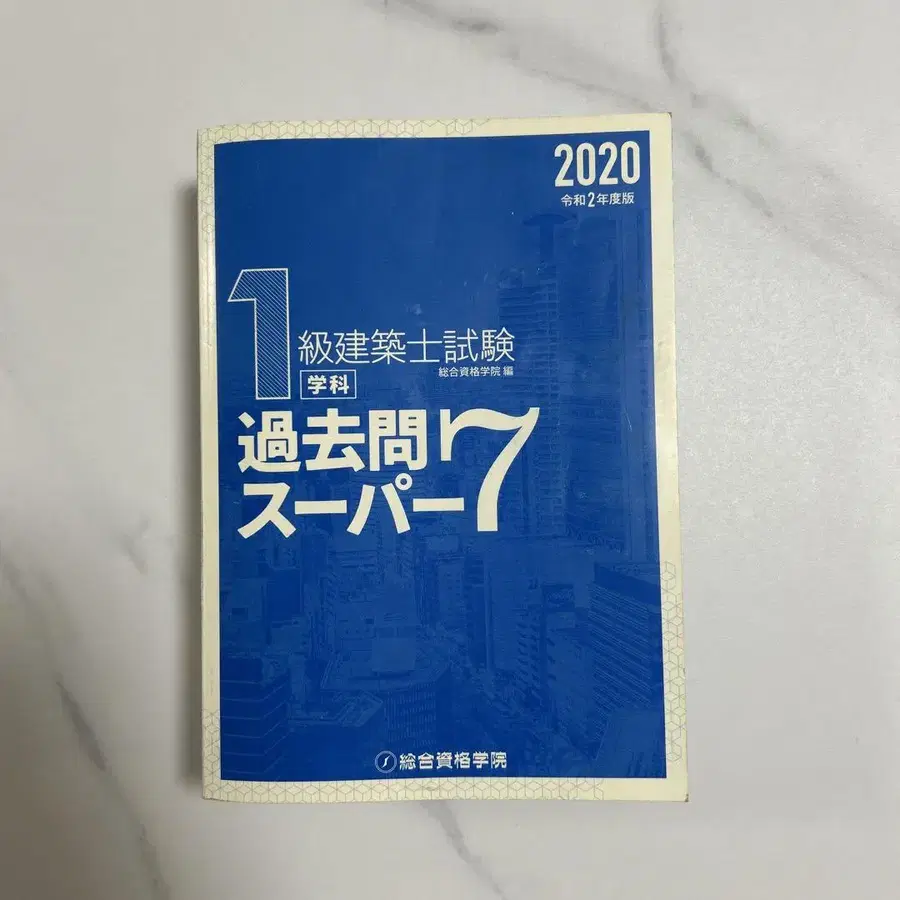 2020
令和2年度版
1級建築士試験
総合資格学院 編
学科
過去問
スーパー7
総合資格学院